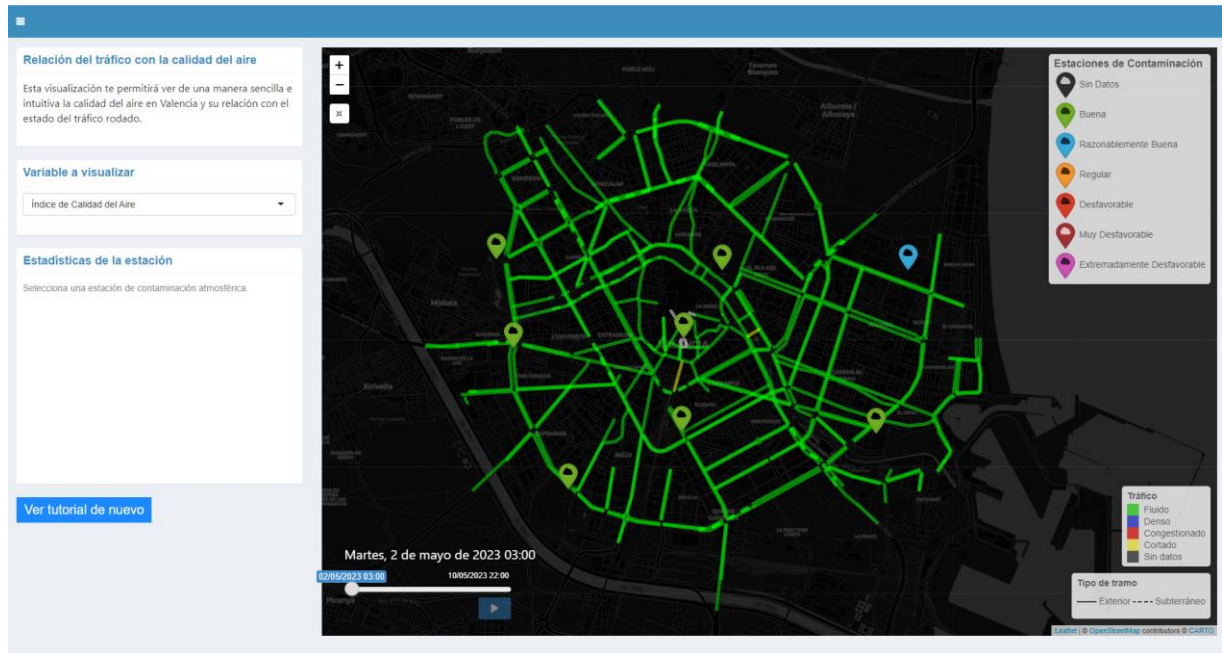 Relación del tráfico con la calidad del aire
Esta visualización te permitirá ver de una manera sencilla e
intuitiva la calidad del aire en Valencia y su relación con el
estado del tráfico rodado.
Variable a visualizar
Índice de Calidad del Aire
Estadísticas de la estación
Selecciona una estación de contaminación atmosférica.
Ver tutorial de nuevo
+
−
Alboraia /
Alboraya
Mislata
Xirivella
Picanya
Martes, 2 de mayo de 2023 03:00
02/05/2023 03:00
10/05/2023 22:00
Estaciones de Contaminación
Sin Datos
Buena
Razonablemente Buena
Regular
Desfavorable
Muy Desfavorable
Extremadamente Desfavorable
Tráfico
Fluido
Denso
Congestionado
Cortado
Sin datos
Tipo de tramo
Exterior
Subterráneo
Leaflet | © OpenStreetMap contributors © CARTO